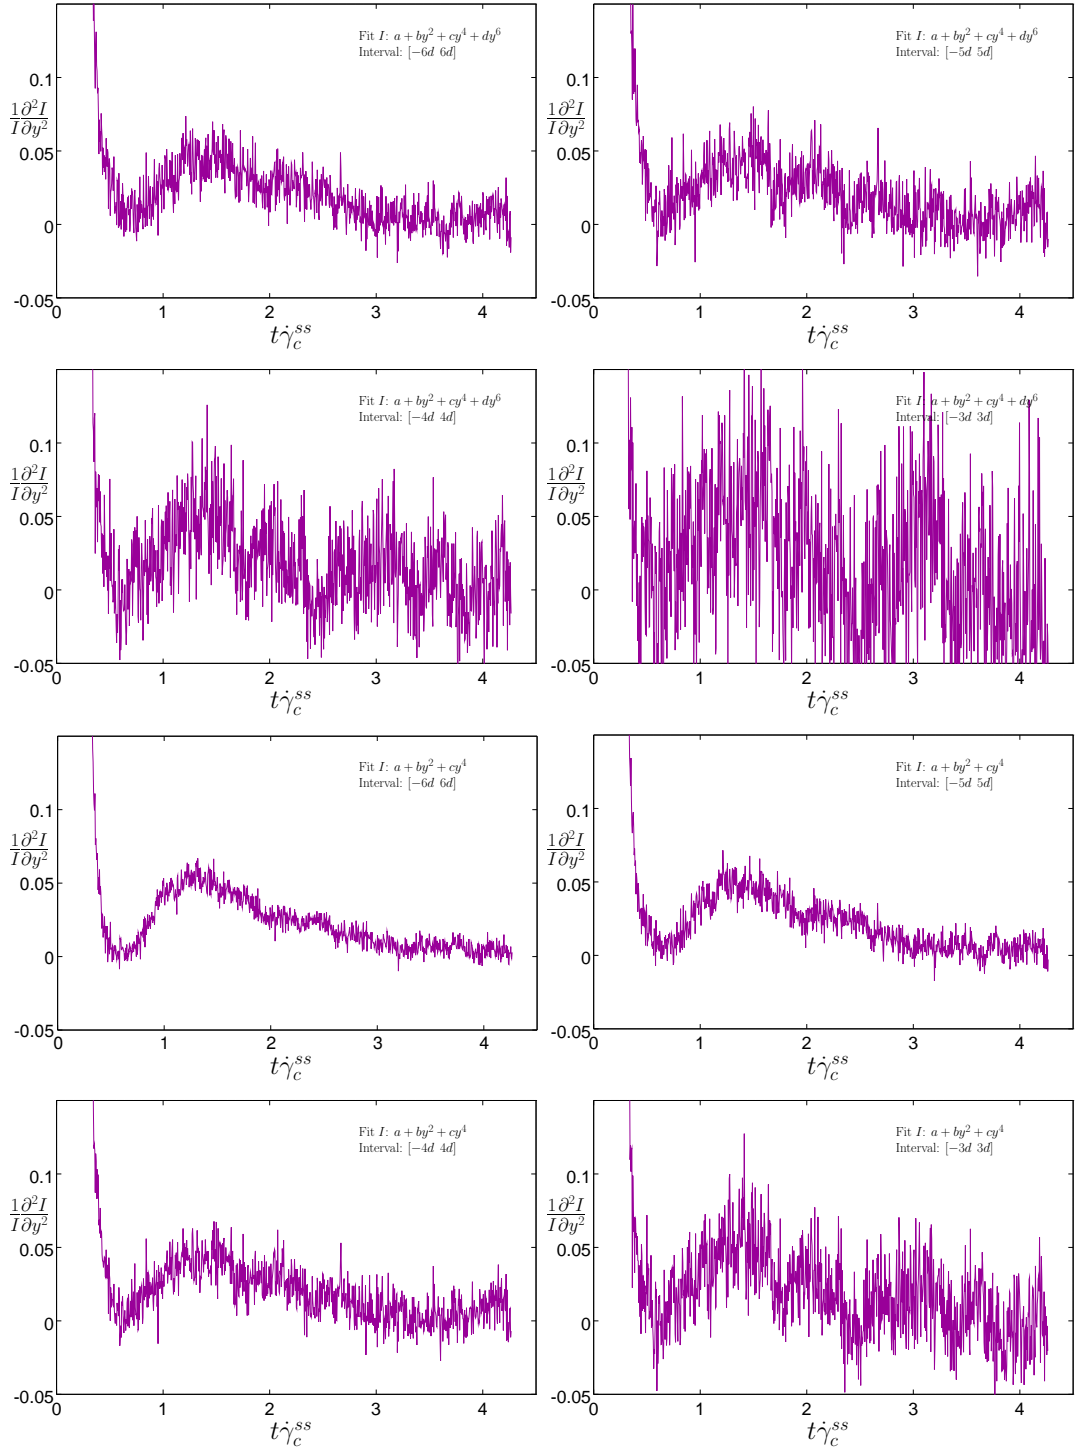 Fit I: a + by² + cy⁴ + dy⁶
Interval: [−6d 6d]
0.1
1/I ∂²I/∂y²
0.05
0
-0.05
0 1 2 3 4
tγ̇_c^{ss}
Fit I: a + by² + cy⁴ + dy⁶
Interval: [−5d 5d]
0.1
1/I ∂²I/∂y²
0.05
0
-0.05
0 1 2 3 4
tγ̇_c^{ss}
Fit I: a + by² + cy⁴ + dy⁶
Interval: [−4d 4d]
0.1
1/I ∂²I/∂y²
0.05
0
-0.05
0 1 2 3 4
tγ̇_c^{ss}
Fit I: a + by² + cy⁴ + dy⁶
Interval: [−3d 3d]
0.1
1/I ∂²I/∂y²
0.05
0
-0.05
0 1 2 3 4
tγ̇_c^{ss}
Fit I: a + by² + cy⁴
Interval: [−6d 6d]
0.1
1/I ∂²I/∂y²
0.05
0
-0.05
0 1 2 3 4
tγ̇_c^{ss}
Fit I: a + by² + cy⁴
Interval: [−5d 5d]
0.1
1/I ∂²I/∂y²
0.05
0
-0.05
0 1 2 3 4
tγ̇_c^{ss}
Fit I: a + by² + cy⁴
Interval: [−4d 4d]
0.1
1/I ∂²I/∂y²
0.05
0
-0.05
0 1 2 3 4
tγ̇_c^{ss}
Fit I: a + by² + cy⁴
Interval: [−3d 3d]
0.1
1/I ∂²I/∂y²
0.05
0
-0.05
0 1 2 3 4
tγ̇_c^{ss}